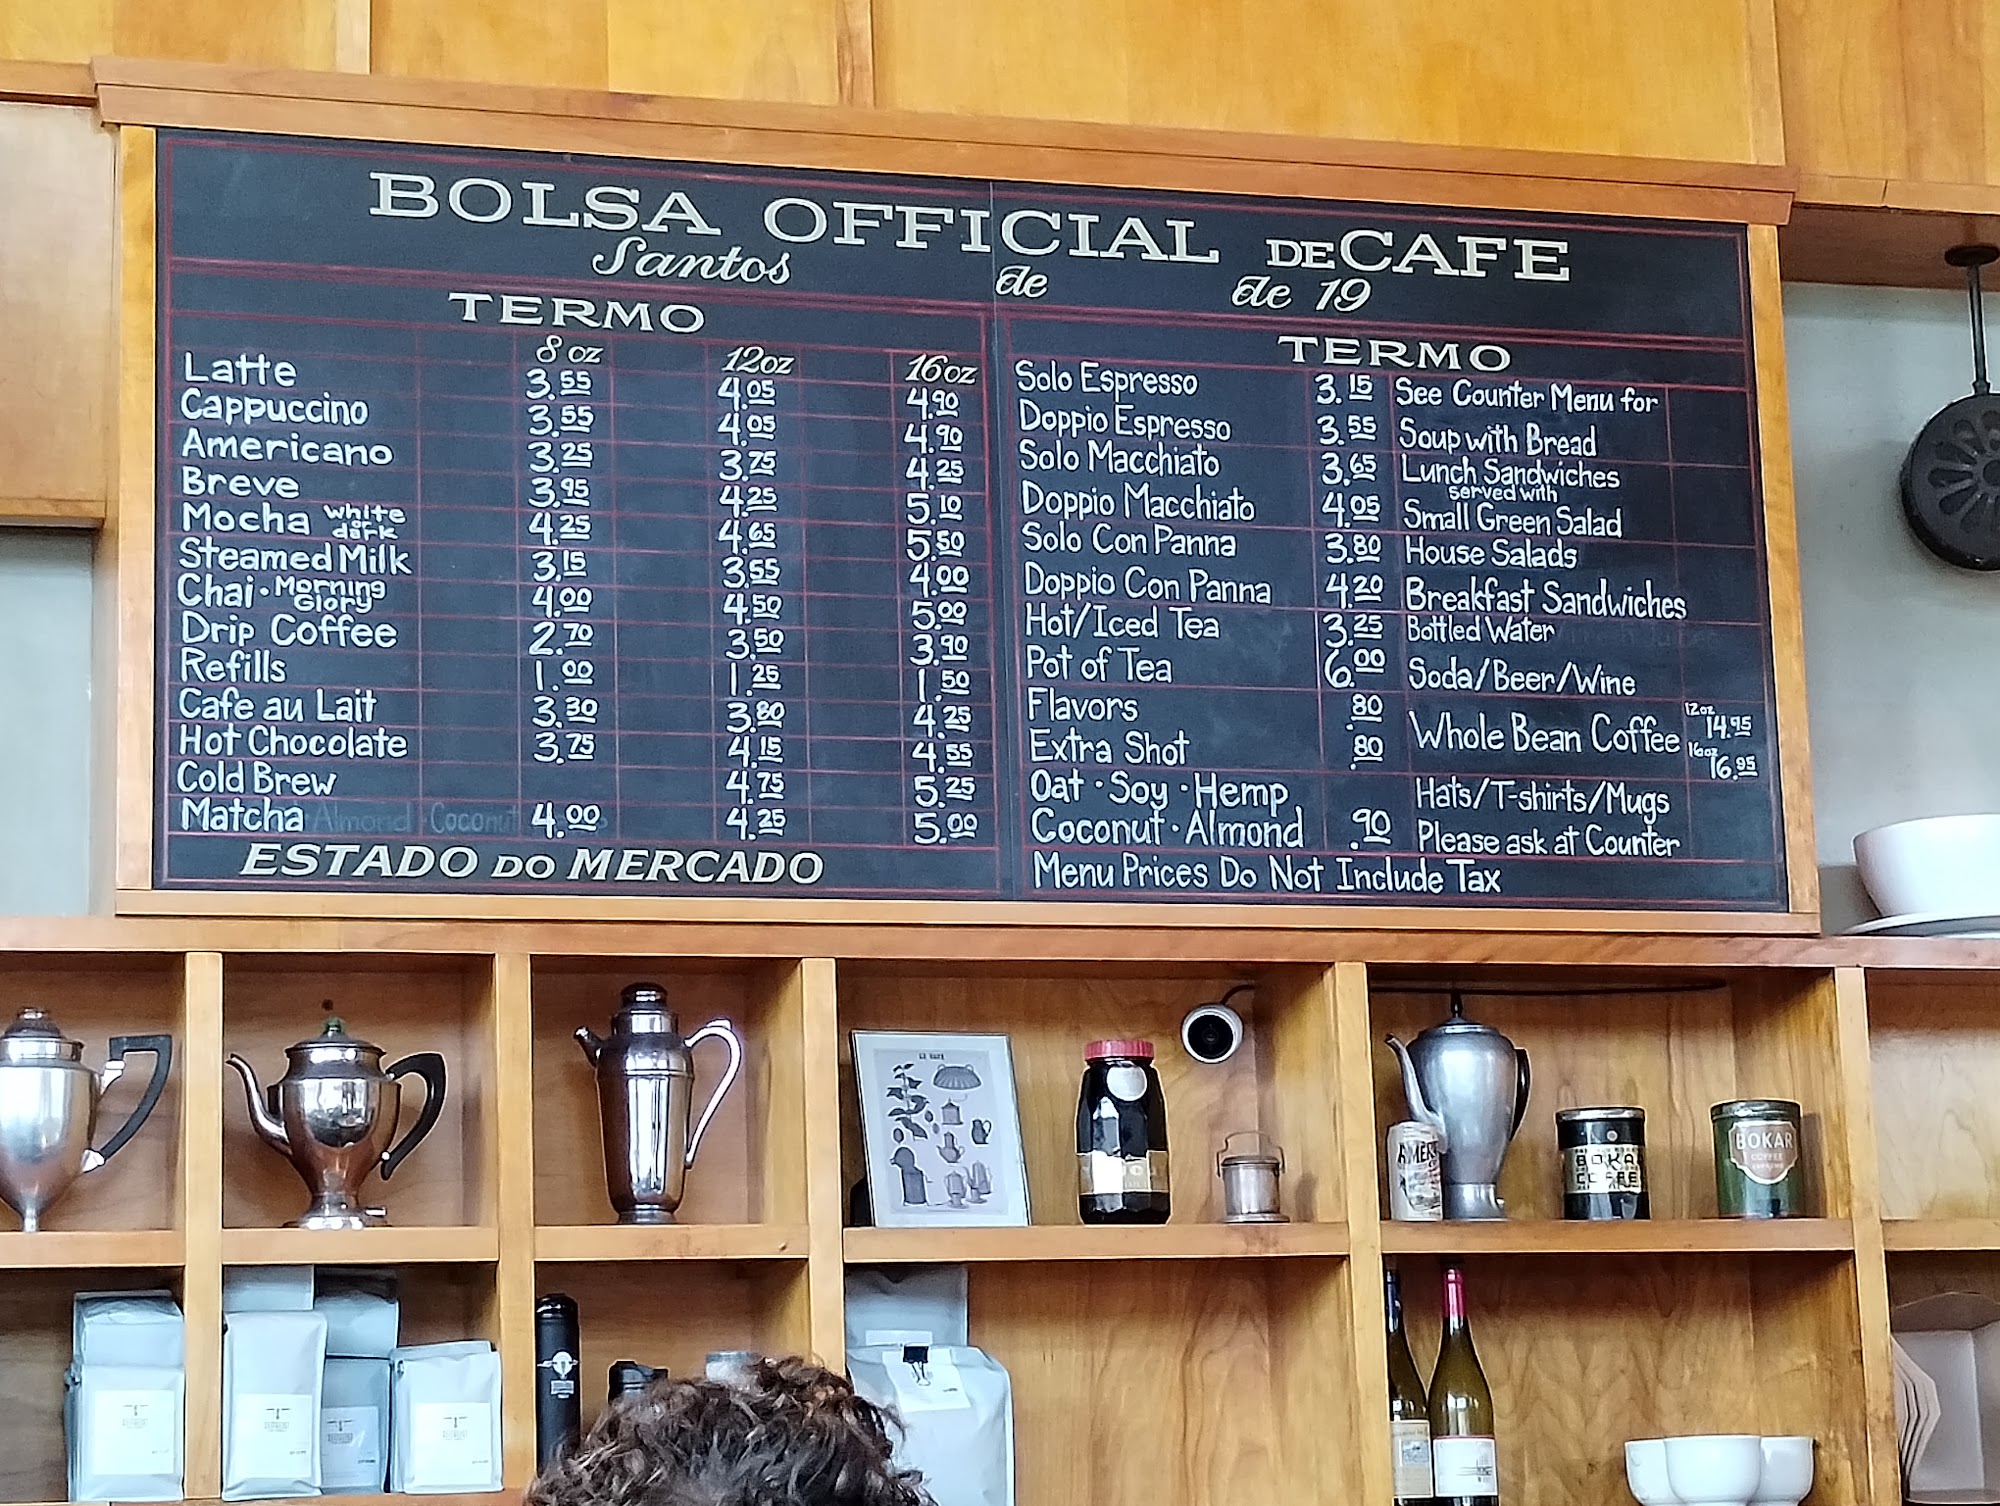 BOLSA OFFICIAL DE CAFE
Santos de de 19
TERMO
8 oz 12oz 16oz
Latte 3.55 4.05 4.90
Cappuccino 3.55 4.05 4.90
Americano 3.25 3.75 4.25
Breve 3.95 4.25 5.10
Mocha white or dark 4.25 4.65 5.50
Steamed Milk 3.15 3.55 4.00
Chai · Morning Glory 4.00 4.50 5.00
Drip Coffee 2.70 3.50 3.90
Refills 1.00 1.25 1.50
Cafe au Lait 3.30 3.80 4.25
Hot Chocolate 3.75 4.15 4.55
Cold Brew 4.75 5.25
Matcha 4.00 4.25 5.00
ESTADO DO MERCADO
TERMO
Solo Espresso 3.15
Doppio Espresso 3.55
Solo Macchiato 3.65
Doppio Macchiato 4.05
Solo Con Panna 3.80
Doppio Con Panna 4.20
Hot/Iced Tea 3.25
Pot of Tea 6.00
Flavors .80
Extra Shot .80
Oat · Soy · Hemp
Coconut · Almond .90
See Counter Menu for
Soup with Bread
Lunch Sandwiches
served with
Small Green Salad
House Salads
Breakfast Sandwiches
Bottled Water
Soda/Beer/Wine
Whole Bean Coffee 12oz 14.95
16oz 16.95
Hats/T-shirts/Mugs
Please ask at Counter
Menu Prices Do Not Include Tax
BOKAR
COFFEE
BOKAR
COFFEE